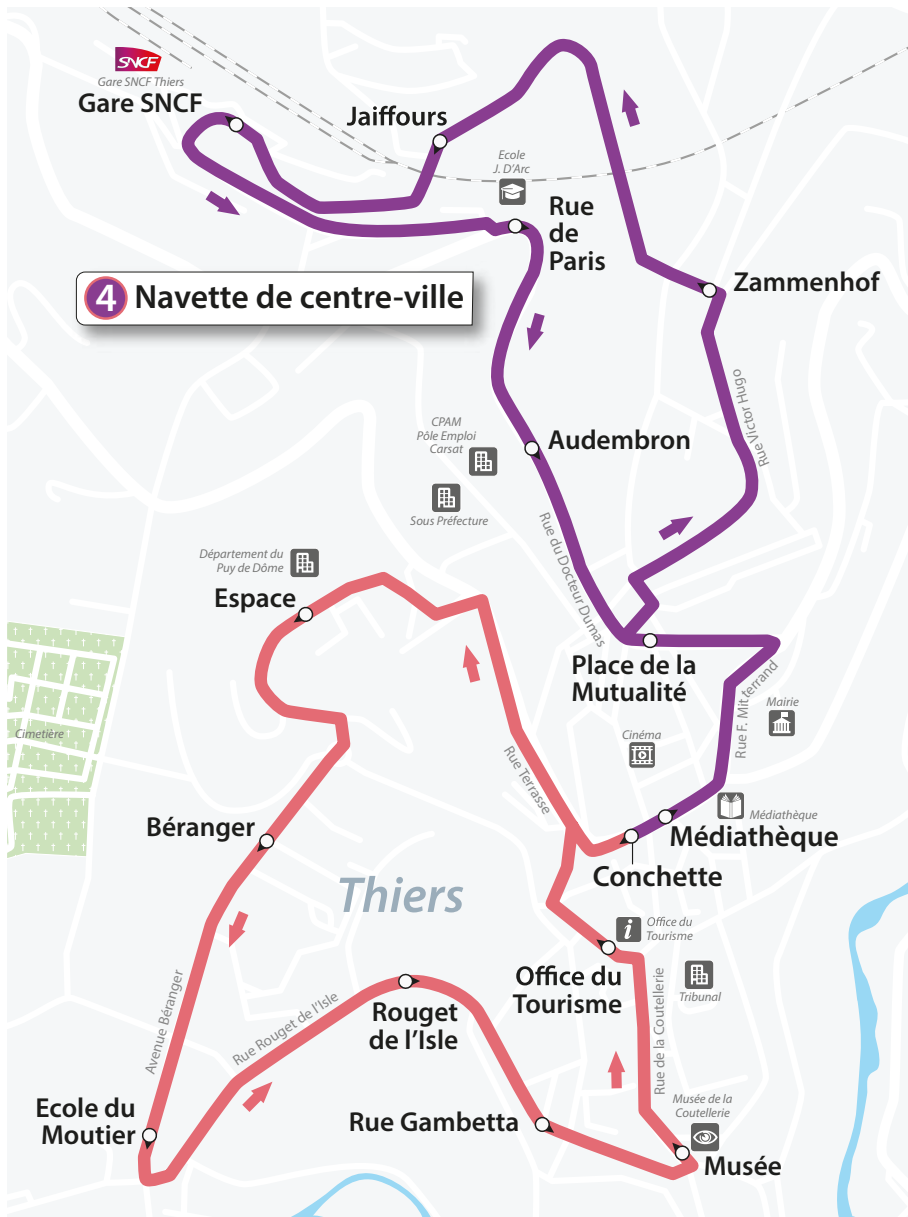 SNCF
Gare SNCF Thiers
Gare SNCF
Jaiffours
Ecole
J. D'Arc
Rue
de
Paris
Zammenhof
4 Navette de centre-ville
Rue Victor Hugo
CPAM
Pôle Emploi
Carsat
Audembron
Sous Préfecture
Rue du Docteur Dumas
Département du
Puy de Dôme
Espace
Place de la
Mutualité
Rue F. Mitterrand
Mairie
Cimetière
Cinéma
Rue Terrasse
Médiathèque
Béranger
Médiathèque
Conchette
Thiers
i
Office du
Tourisme
Office du
Tourisme
Tribunal
Rue de la Coutellerie
Avenue Béranger
Rue Rouget de l'Isle
Rouget
de l'Isle
Ecole du
Moutier
Rue Gambetta
Musée de la
Coutellerie
Musée